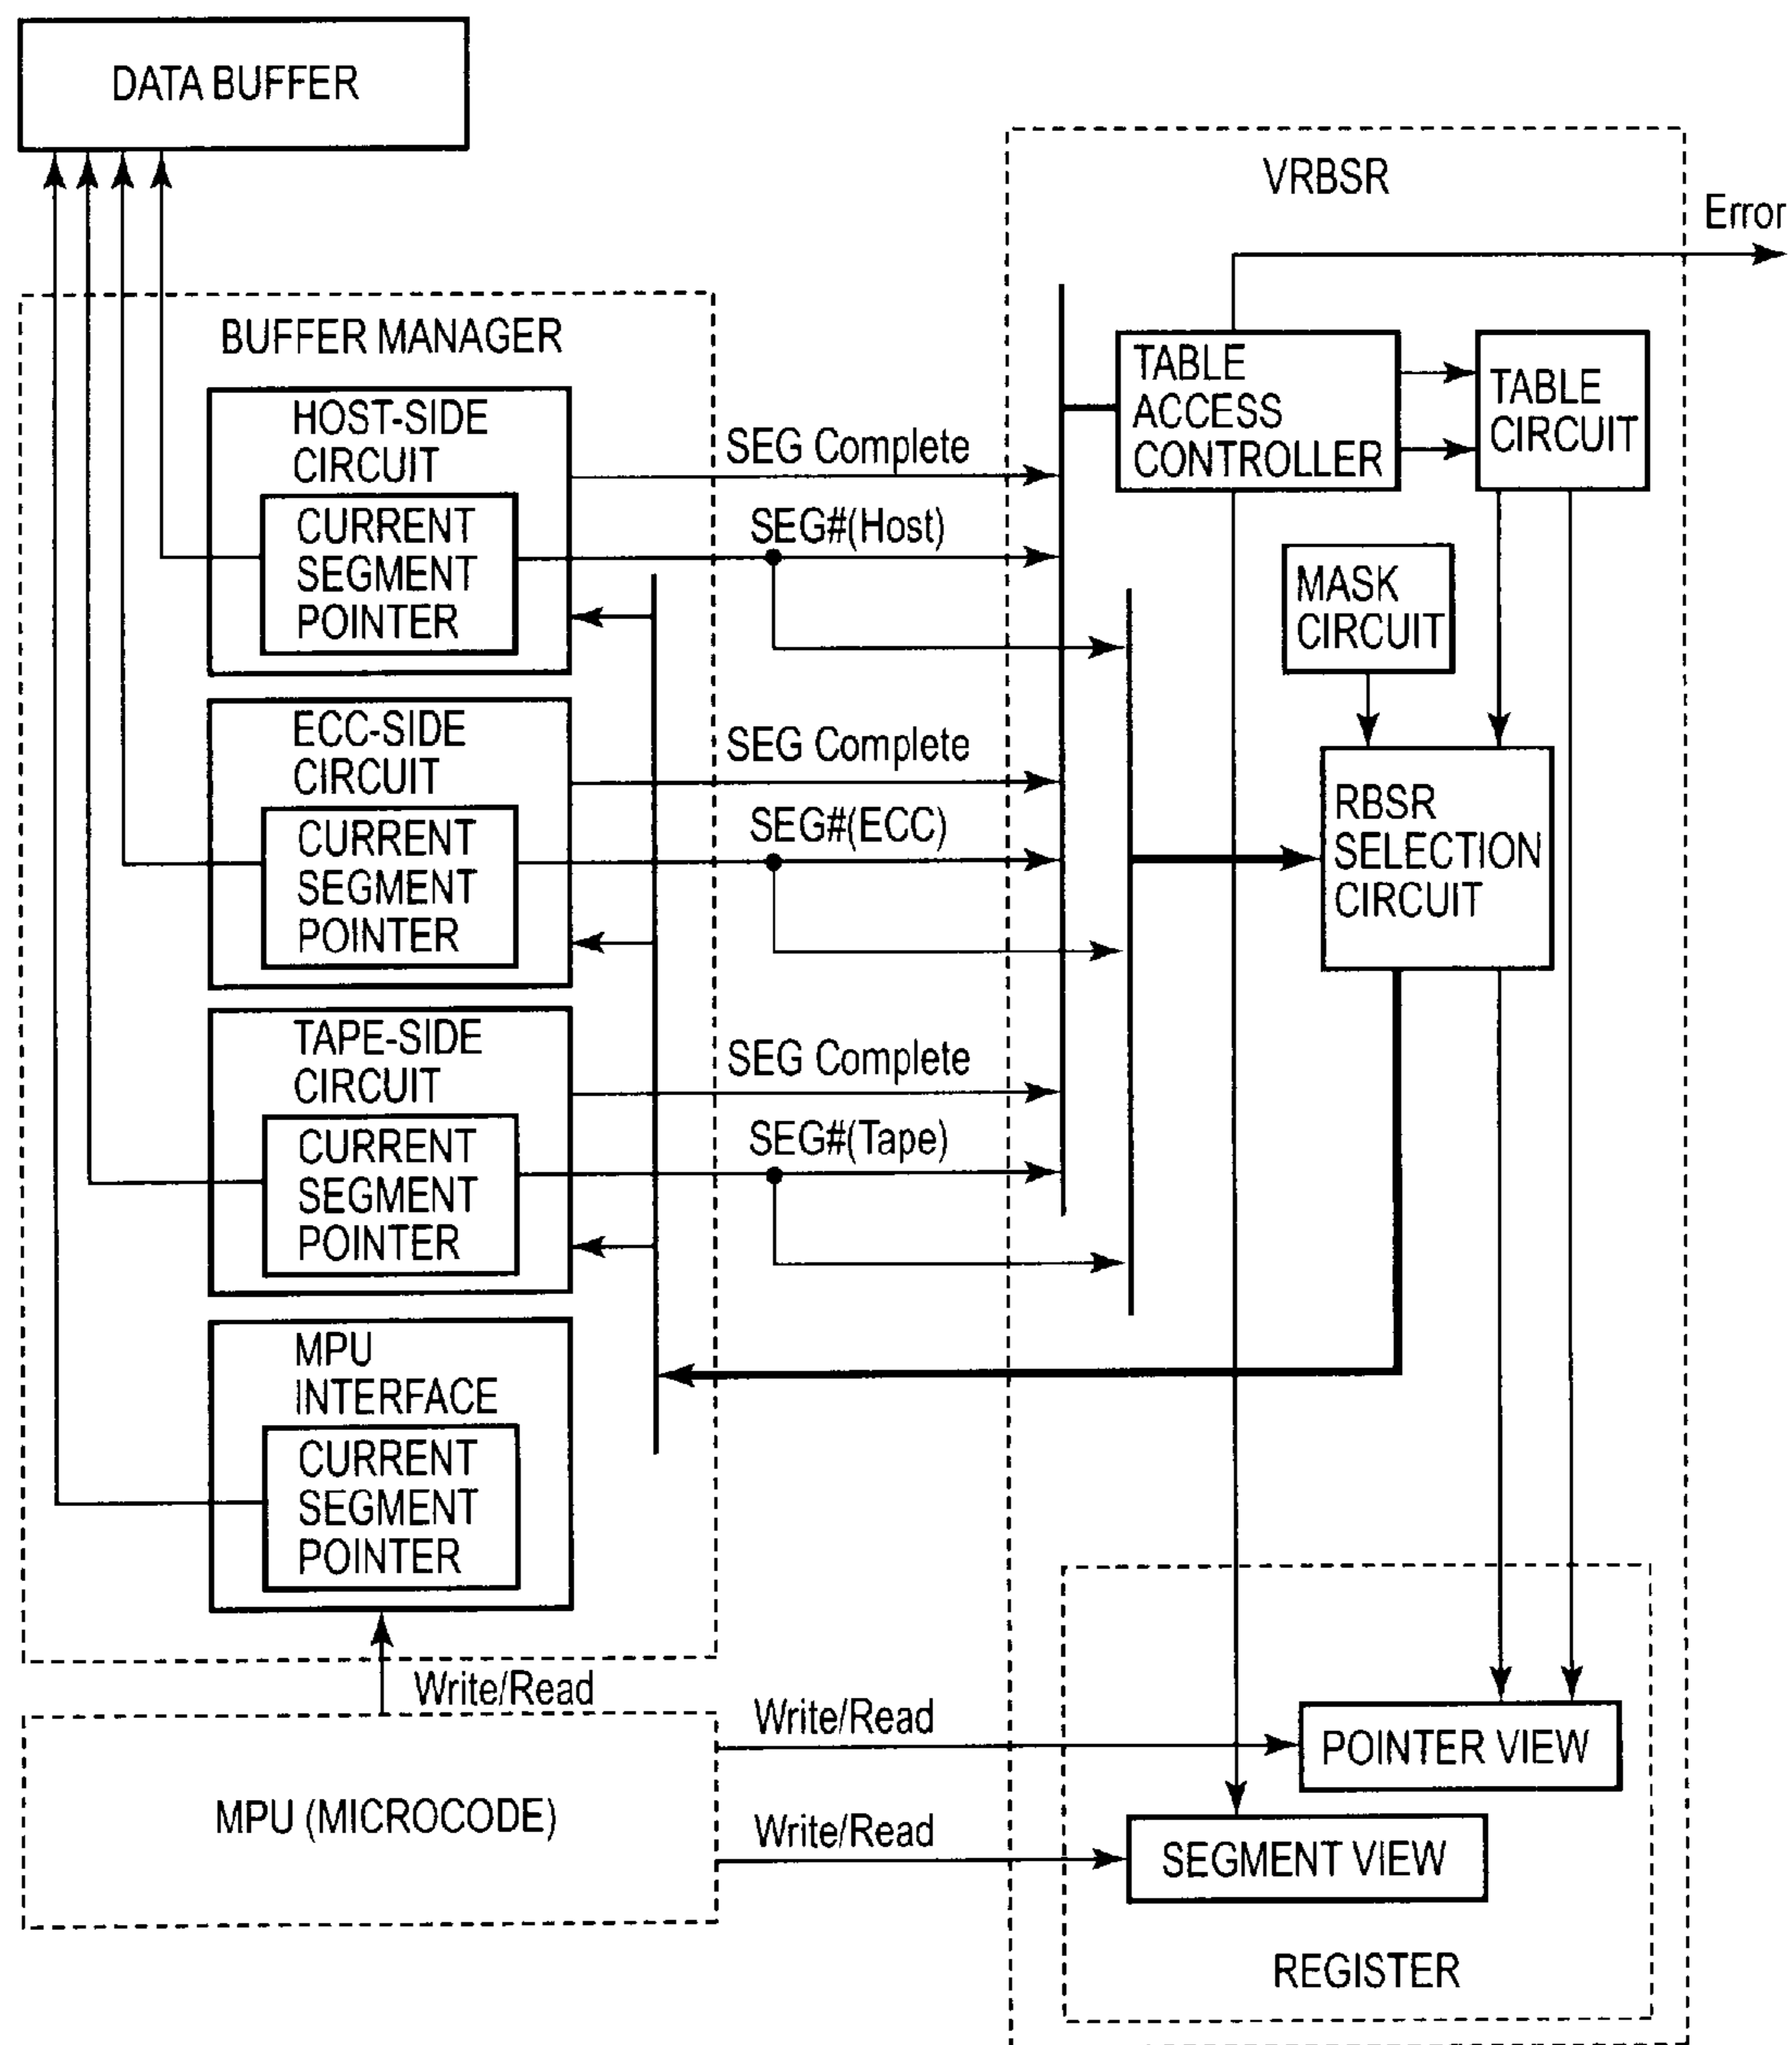 DATA BUFFER
VRBSR
Error
BUFFER MANAGER
HOST-SIDE
CIRCUIT
CURRENT
SEGMENT
POINTER
SEG Complete
SEG#(Host)
TABLE
ACCESS
CONTROLLER
TABLE
CIRCUIT
MASK
CIRCUIT
ECC-SIDE
CIRCUIT
CURRENT
SEGMENT
POINTER
SEG Complete
SEG#(ECC)
RBSR
SELECTION
CIRCUIT
TAPE-SIDE
CIRCUIT
CURRENT
SEGMENT
POINTER
SEG Complete
SEG#(Tape)
MPU
INTERFACE
CURRENT
SEGMENT
POINTER
Write/Read
MPU (MICROCODE)
Write/Read
Write/Read
POINTER VIEW
SEGMENT VIEW
REGISTER